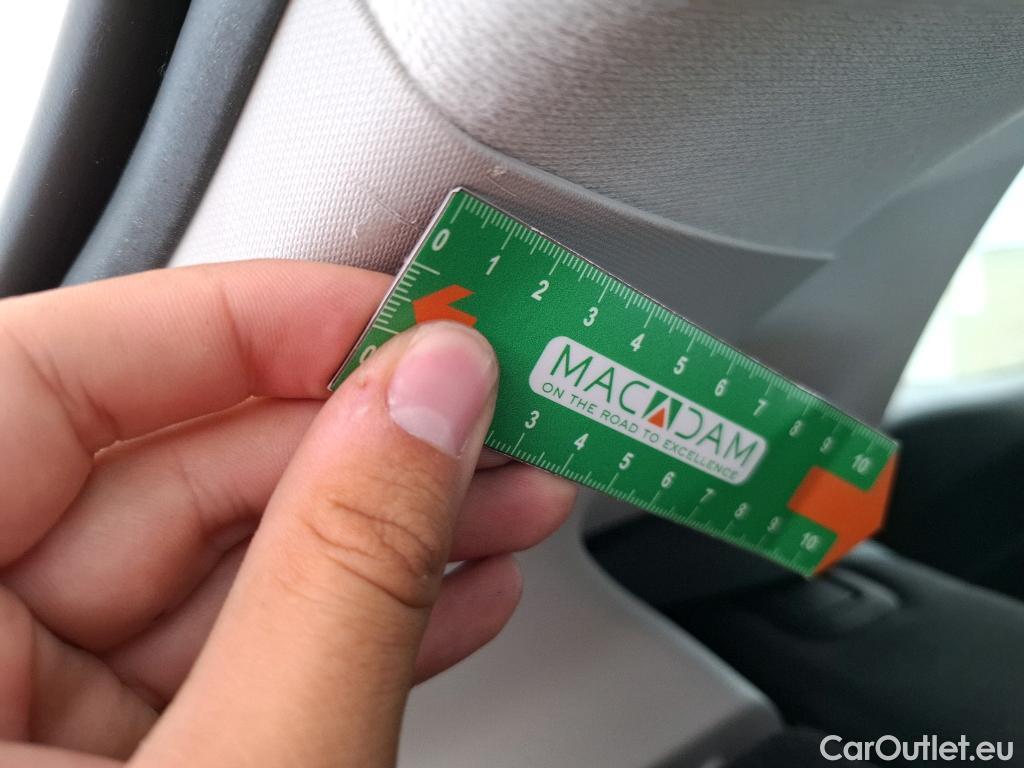 0 1 2 3 4 5 6 7 8 9 10
MACADAM
ON THE ROAD TO EXCELLENCE
0 3 4 5 6 7 8 9 10
CarOutlet.eu